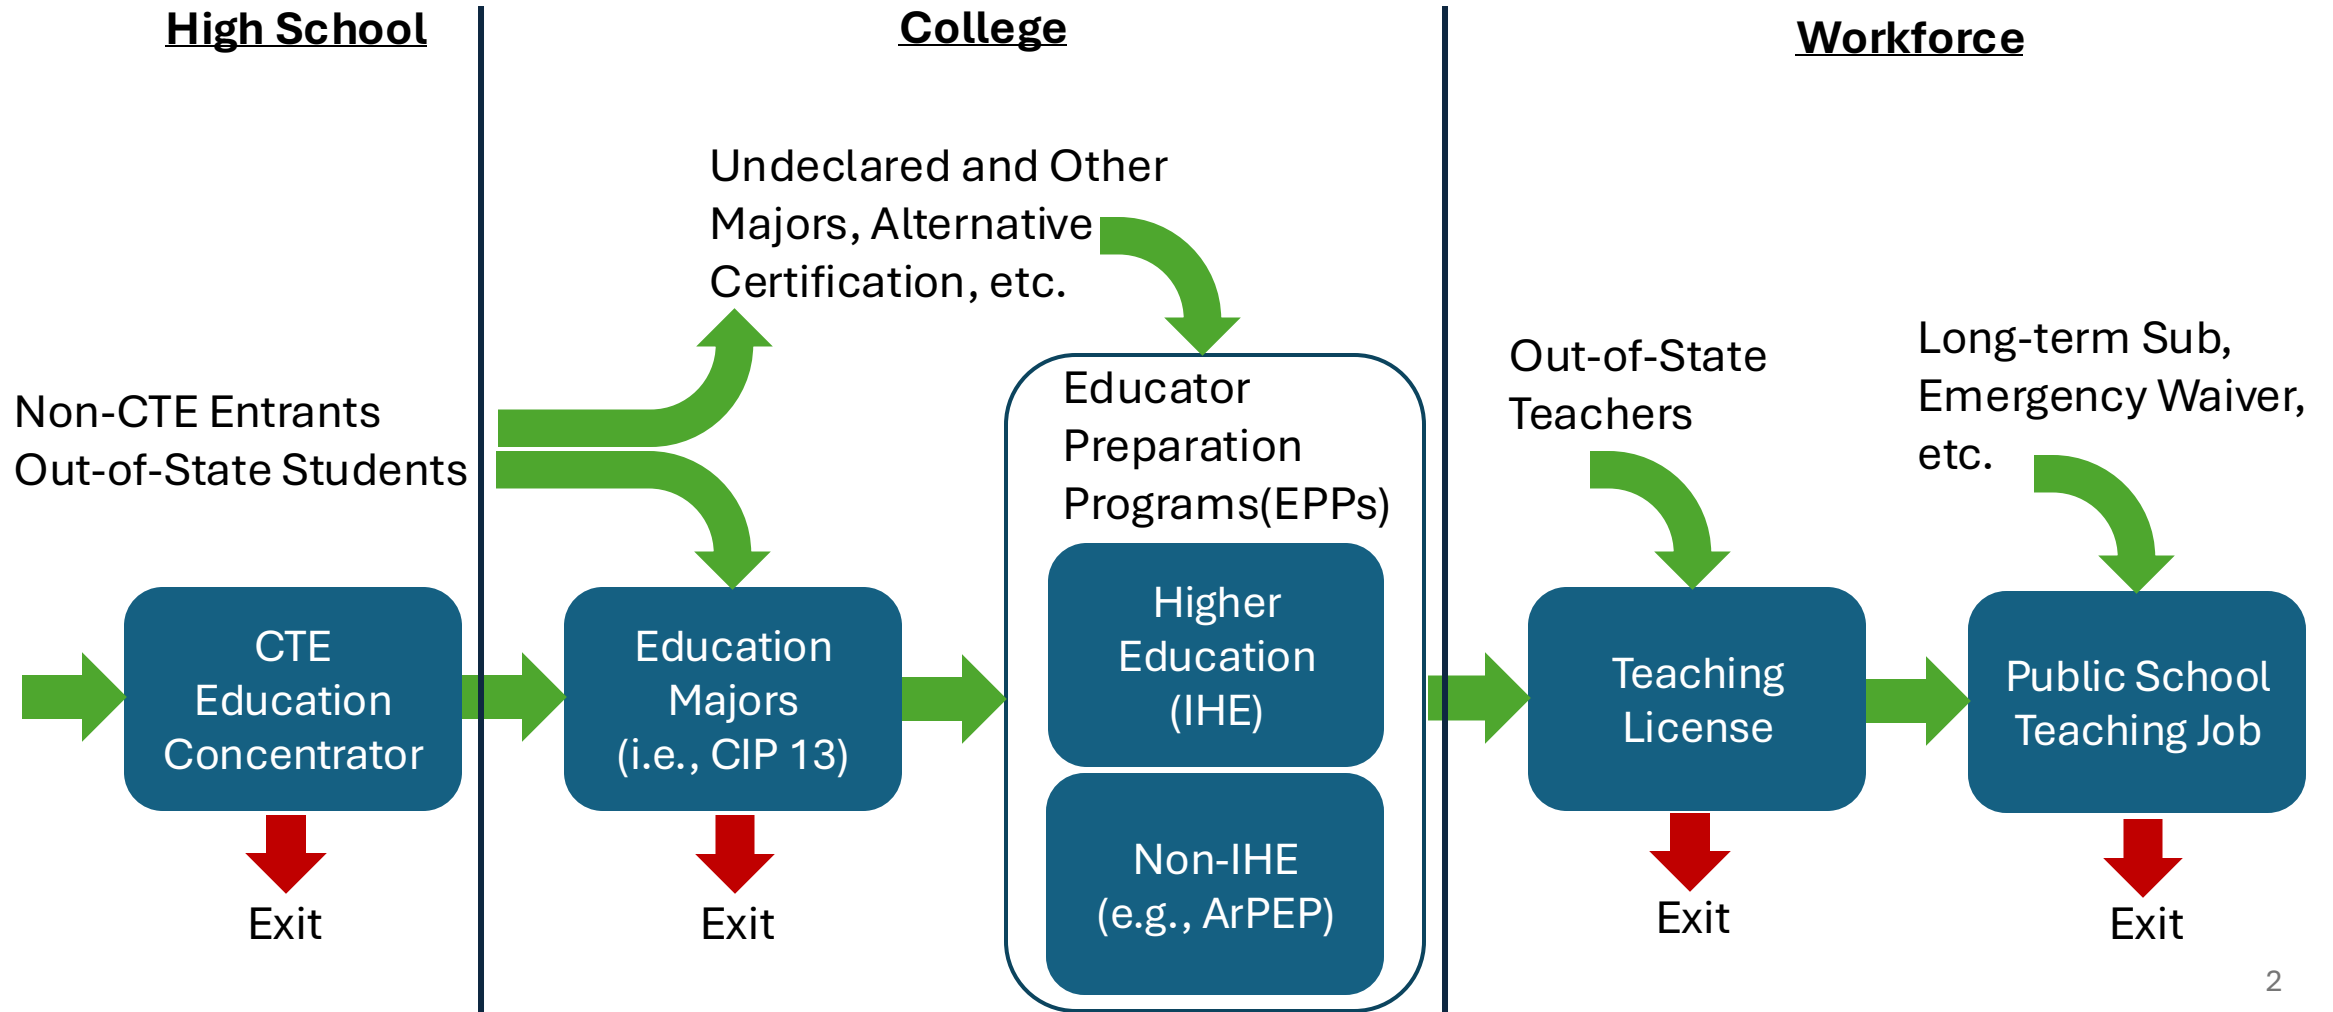 High School
College
Workforce
Undeclared and Other
Majors, Alternative
Certification, etc.
Non-CTE Entrants
Out-of-State Students
CTE
Education
Concentrator
Exit
Education
Majors
(i.e., CIP 13)
Exit
Educator
Preparation
Programs(EPPs)
Higher
Education
(IHE)
Non-IHE
(e.g., ArPEP)
Out-of-State
Teachers
Teaching
License
Exit
Long-term Sub,
Emergency Waiver,
etc.
Public School
Teaching Job
Exit
2